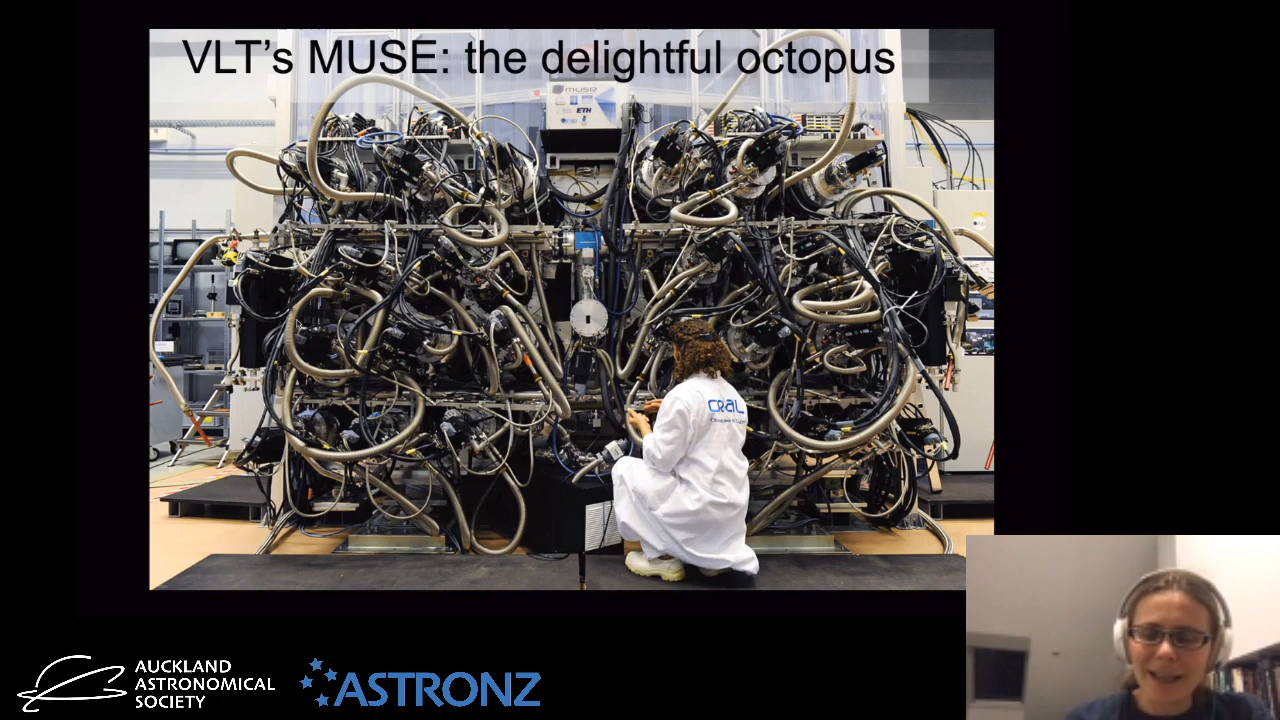 VLT's MUSE: the delightful octopus
muse
ETH
CRAL
AUCKLAND
ASTRONOMICAL
SOCIETY
ASTRONZ